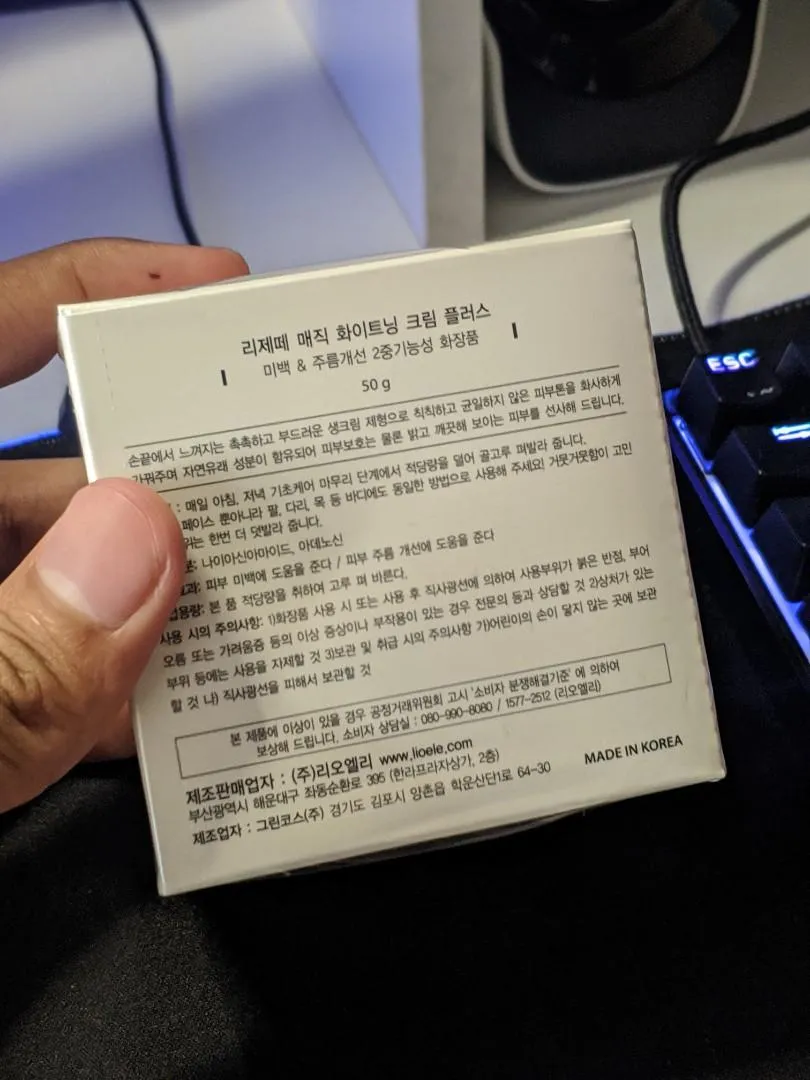 리제떼 매직 화이트닝 크림 플러스
미백 & 주름개선 2중기능성 화장품
50 g
손끝에서 느껴지는 촉촉하고 부드러운 생크림 제형으로 칙칙하고 균일하지 않은 피부톤을 화사하게
가꿔주며 자연유래 성분이 함유되어 피부보호는 물론 밝고 깨끗해 보이는 피부를 선사해 드립니다.
: 매일 아침, 저녁 기초케어 마무리 단계에서 적당량을 덜어 골고루 펴발라 줍니다.
페이스 뿐아니라 팔, 다리, 목 등 바디에도 동일한 방법으로 사용해 주세요! 거뭇거뭇함이 고민
위는 한번 더 덧발라 줍니다.
: 나이아신아마이드, 아데노신
과: 피부 미백에 도움을 준다 / 피부 주름 개선에 도움을 준다
법용량: 본 품 적당량을 취하여 고루 펴 바른다.
사용 시의 주의사항: 1)화장품 사용 시 또는 사용 후 직사광선에 의하여 사용부위가 붉은 반점, 부어
오름 또는 가려움증 등의 이상 증상이나 부작용이 있는 경우 전문의 등과 상담할 것 2)상처가 있는
부위 등에는 사용을 자제할 것 3)보관 및 취급 시의 주의사항 가)어린이의 손이 닿지 않는 곳에 보관
할 것 나) 직사광선을 피해서 보관할 것
본 제품에 이상이 있을 경우 공정거래위원회 고시 '소비자 분쟁해결기준' 에 의하여
보상해 드립니다. 소비자 상담실 : 080-990-8080 / 1577-2512 (리오엘리)
제조판매업자 : (주)리오엘리 www.lioele.com
부산광역시 해운대구 좌동순환로 395 (한라프라자상가, 2층)
제조업자 : 그린코스(주) 경기도 김포시 양촌읍 학운산단1로 64-30
MADE IN KOREA
ESC